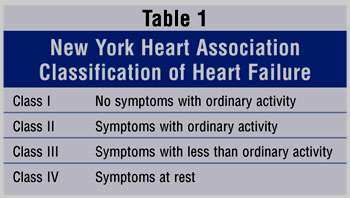 Table 1
New York Heart Association
Classification of Heart Failure
Class I No symptoms with ordinary activity
Class II Symptoms with ordinary activity
Class III Symptoms with less than ordinary activity
Class IV Symptoms at rest